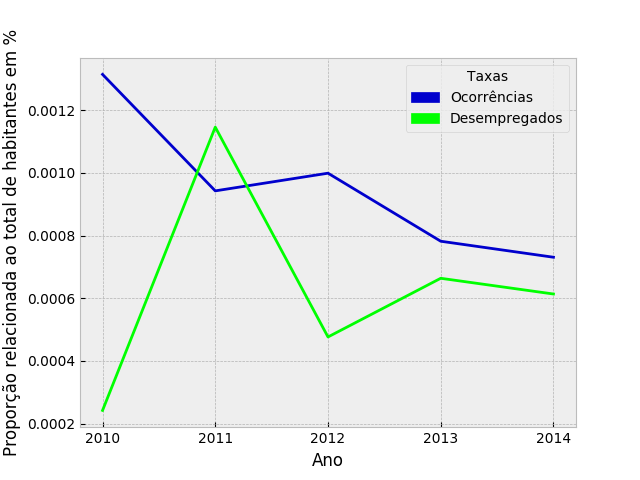 Proporção relacionada ao total de habitantes em %
Taxas
Ocorrências
Desempregados
0.0012
0.0010
0.0008
0.0006
0.0004
0.0002
2010 2011 2012 2013 2014
Ano